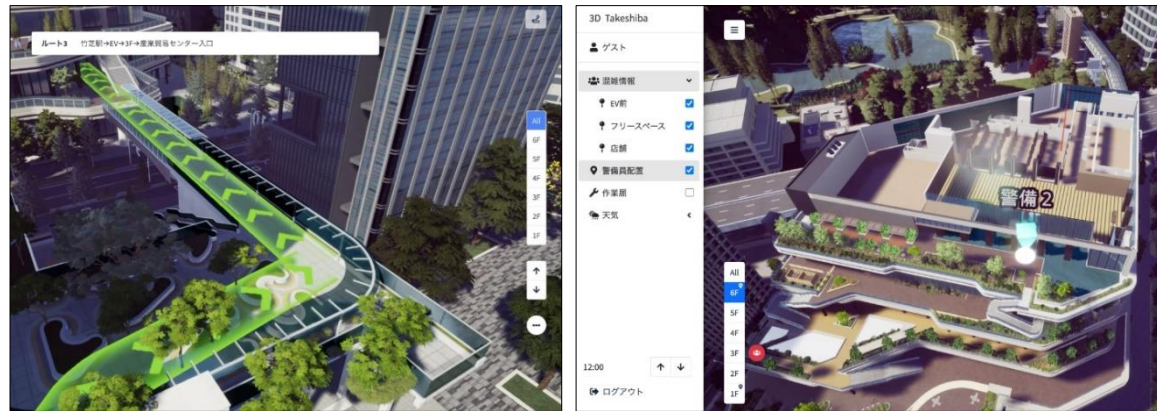 ルート3 竹芝駅→EV→3F→産業貿易センター入口
All
6F
5F
4F
3F
2F
1F
3D Takeshiba
ゲスト
混雑情報
EV前
フリースペース
店舗
警備員配置
作業届
天気
12:00
ログアウト
警備2
All
6F
5F
4F
3F
2F
1F